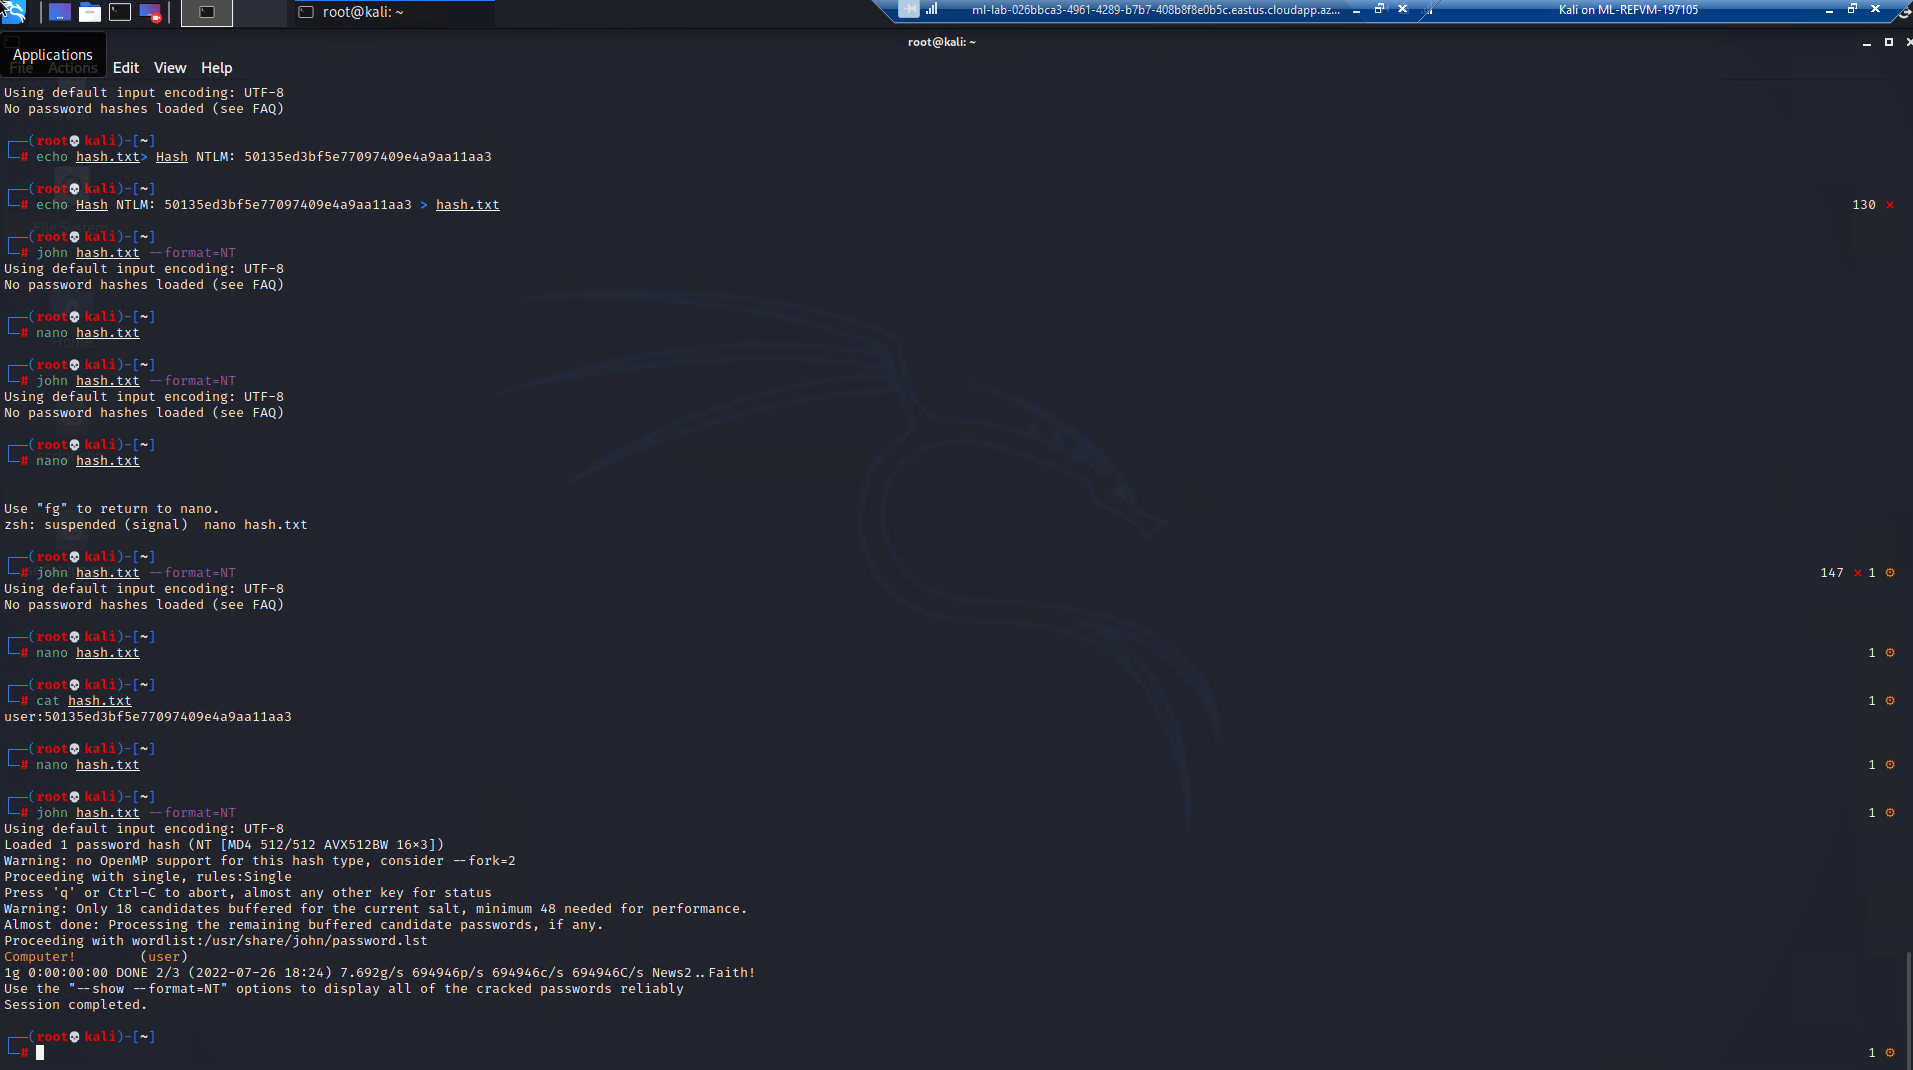 root@kali: ~
ml-lab-026bbca3-4961-4289-b7b7-408b8f8e0b5c.eastus.cloudapp.az...
Kali on ML-REFVM-197105
root@kali: ~
Applications
File Actions Edit View Help
Using default input encoding: UTF-8
No password hashes loaded (see FAQ)
┌──(root💀kali)-[~]
└─# echo hash.txt> Hash NTLM: 50135ed3bf5e77097409e4a9aa11aa3
┌──(root💀kali)-[~]
└─# echo Hash NTLM: 50135ed3bf5e77097409e4a9aa11aa3 > hash.txt 130 ⨯
┌──(root💀kali)-[~]
└─# john hash.txt --format=NT
Using default input encoding: UTF-8
No password hashes loaded (see FAQ)
┌──(root💀kali)-[~]
└─# nano hash.txt
┌──(root💀kali)-[~]
└─# john hash.txt --format=NT
Using default input encoding: UTF-8
No password hashes loaded (see FAQ)
┌──(root💀kali)-[~]
└─# nano hash.txt
Use "fg" to return to nano.
zsh: suspended (signal)  nano hash.txt
┌──(root💀kali)-[~]
└─# john hash.txt --format=NT 147 ⨯ 1 ⚙
Using default input encoding: UTF-8
No password hashes loaded (see FAQ)
┌──(root💀kali)-[~]
└─# nano hash.txt 1 ⚙
┌──(root💀kali)-[~]
└─# cat hash.txt 1 ⚙
user:50135ed3bf5e77097409e4a9aa11aa3
┌──(root💀kali)-[~]
└─# nano hash.txt 1 ⚙
┌──(root💀kali)-[~]
└─# john hash.txt --format=NT 1 ⚙
Using default input encoding: UTF-8
Loaded 1 password hash (NT [MD4 512/512 AVX512BW 16×3])
Warning: no OpenMP support for this hash type, consider --fork=2
Proceeding with single, rules:Single
Press 'q' or Ctrl-C to abort, almost any other key for status
Warning: Only 18 candidates buffered for the current salt, minimum 48 needed for performance.
Almost done: Processing the remaining buffered candidate passwords, if any.
Proceeding with wordlist:/usr/share/john/password.lst
Computer!        (user)
1g 0:00:00:00 DONE 2/3 (2022-07-26 18:24) 7.692g/s 694946p/s 694946c/s 694946C/s News2..Faith!
Use the "--show --format=NT" options to display all of the cracked passwords reliably
Session completed.
┌──(root💀kali)-[~]
└─# 1 ⚙